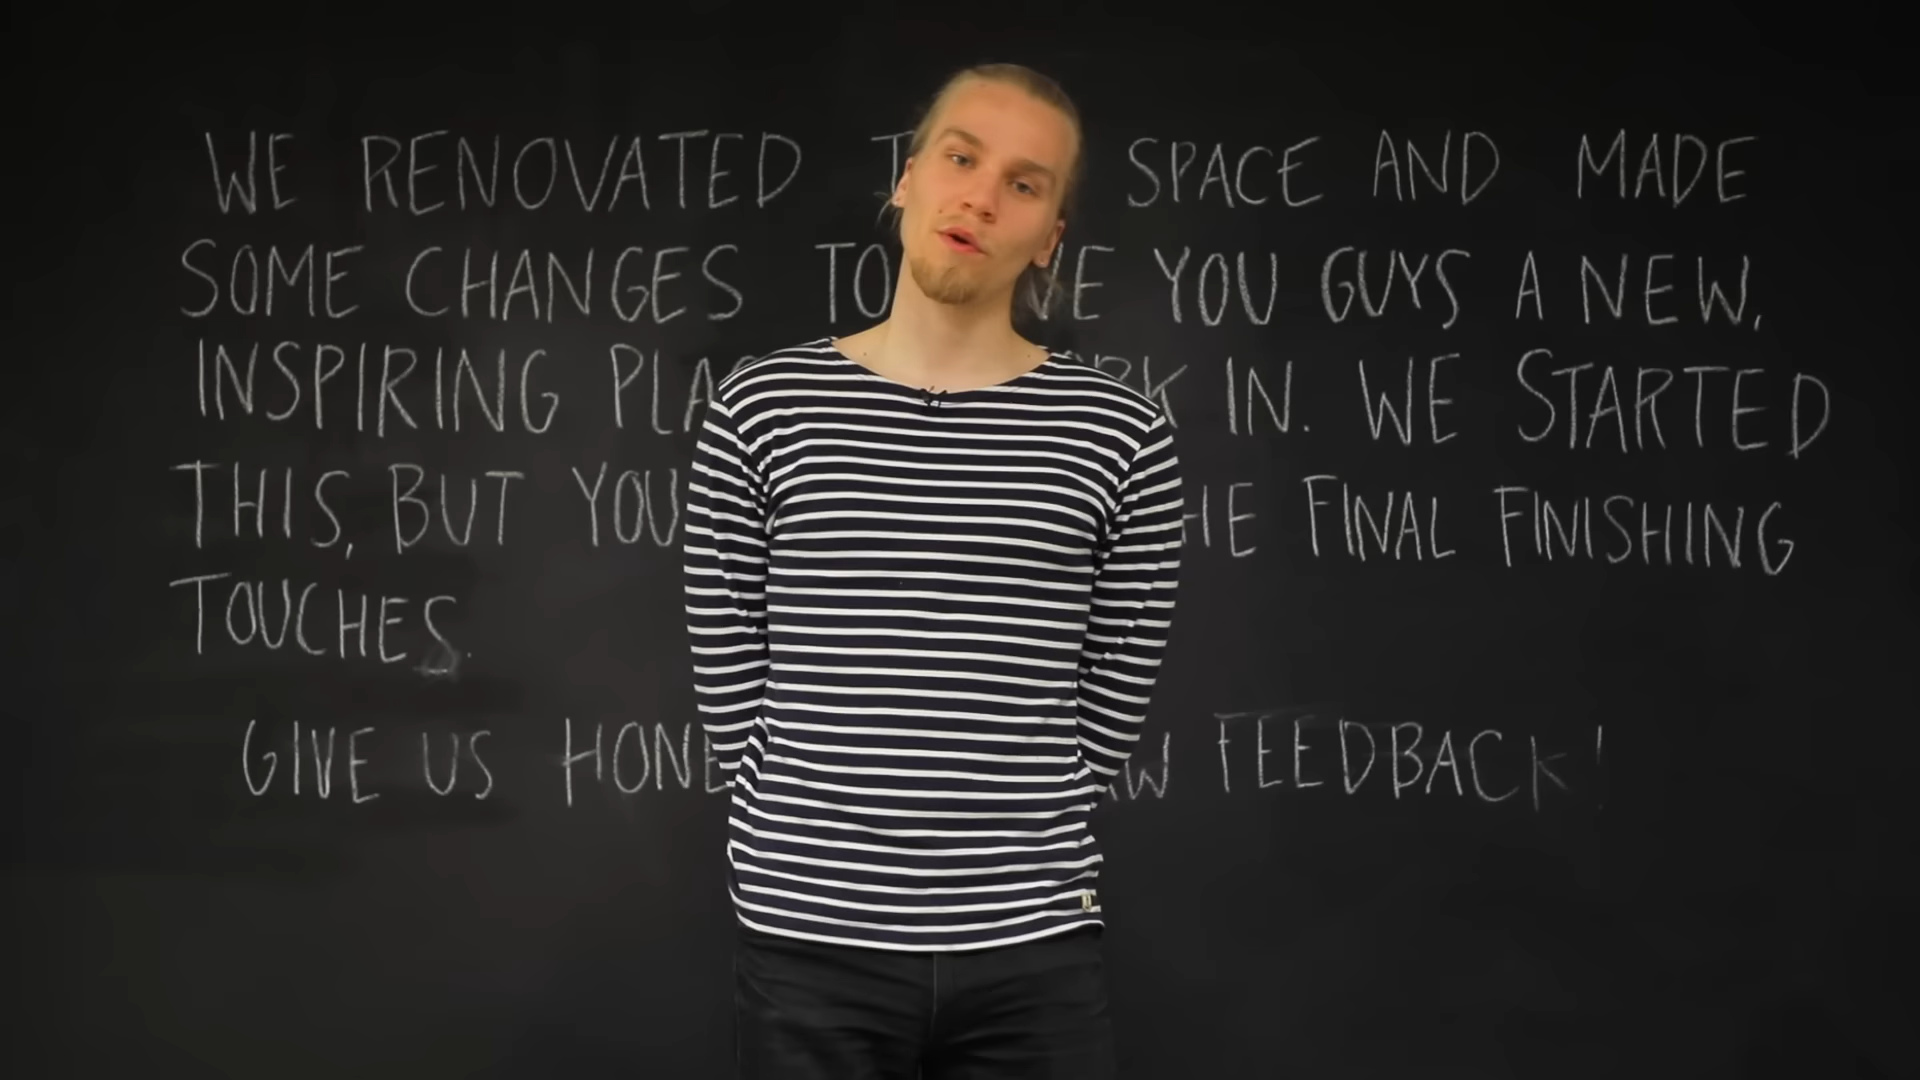 WE RENOVATED SPACE AND MADE
SOME CHANGES TO YOU GUYS A NEW,
INSPIRING IN. WE STARTED
THIS, BUT YOU FINAL FINISHING
TOUCHES.
GIVE US FEEDBACK!